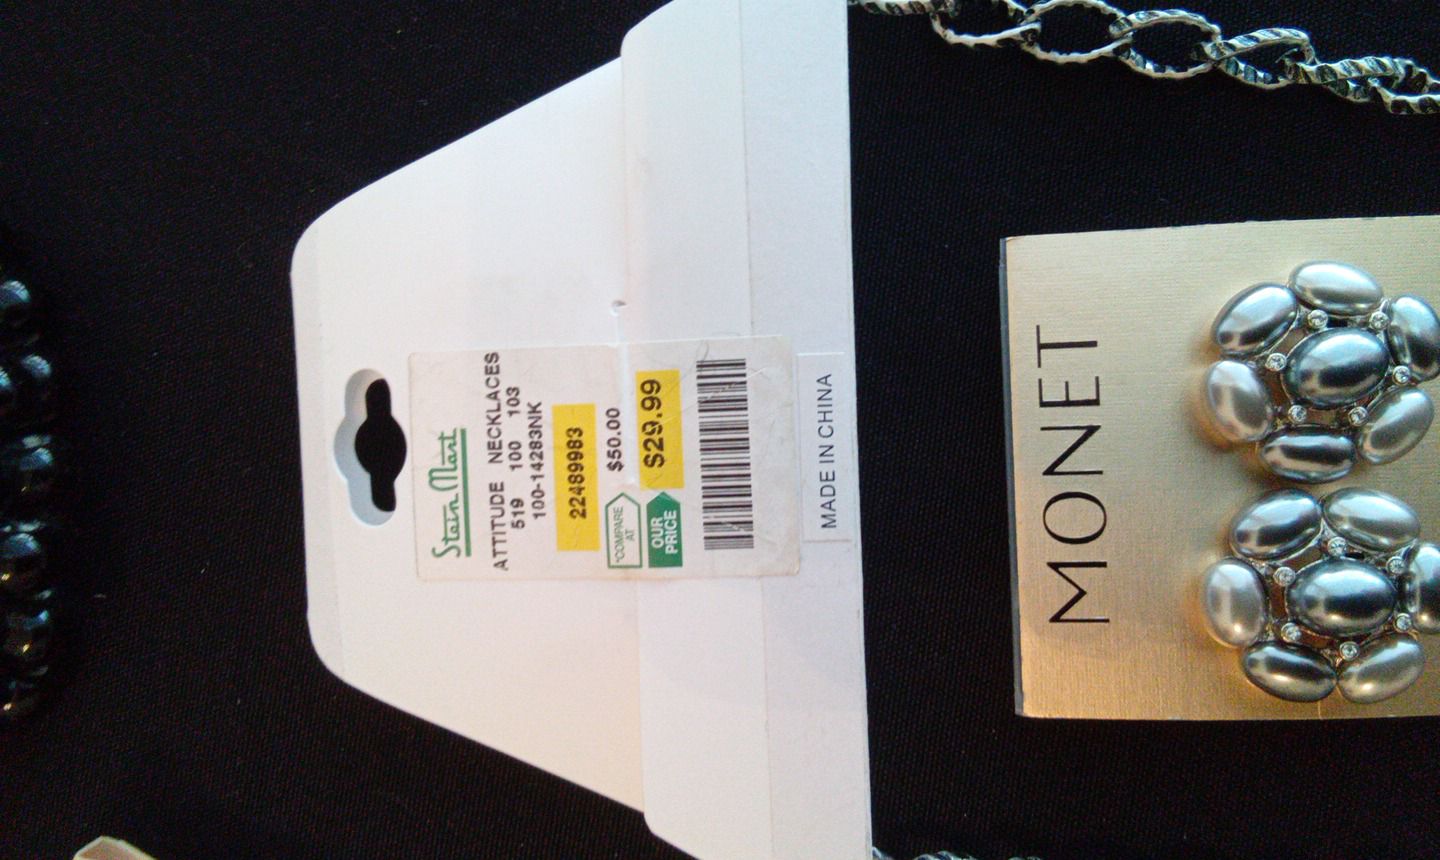 Stein Mart
ATTITUDE NECKLACES
519 100 103
100-14283NK
22489983
*COMPARE AT $50.00
OUR PRICE $29.99
MADE IN CHINA
MONET